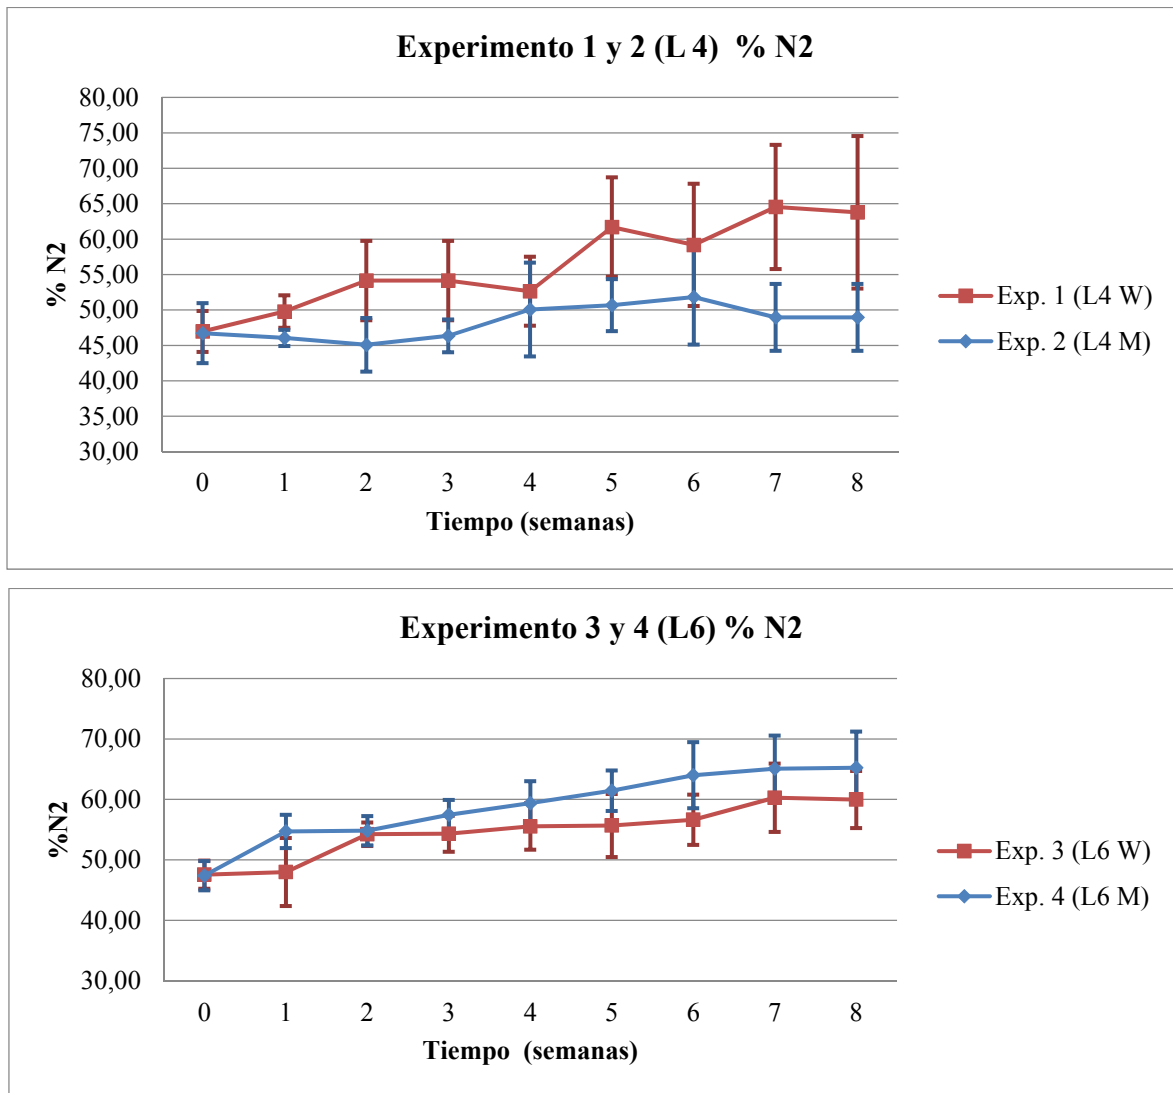 Experimento 1 y 2 (L 4) % N2
80,00
75,00
70,00
65,00
60,00
55,00
50,00
45,00
40,00
35,00
30,00
% N2
0 1 2 3 4 5 6 7 8
Tiempo (semanas)
Exp. 1 (L4 W)
Exp. 2 (L4 M)
Experimento 3 y 4 (L6) % N2
80,00
70,00
60,00
50,00
40,00
30,00
%N2
0 1 2 3 4 5 6 7 8
Tiempo (semanas)
Exp. 3 (L6 W)
Exp. 4 (L6 M)